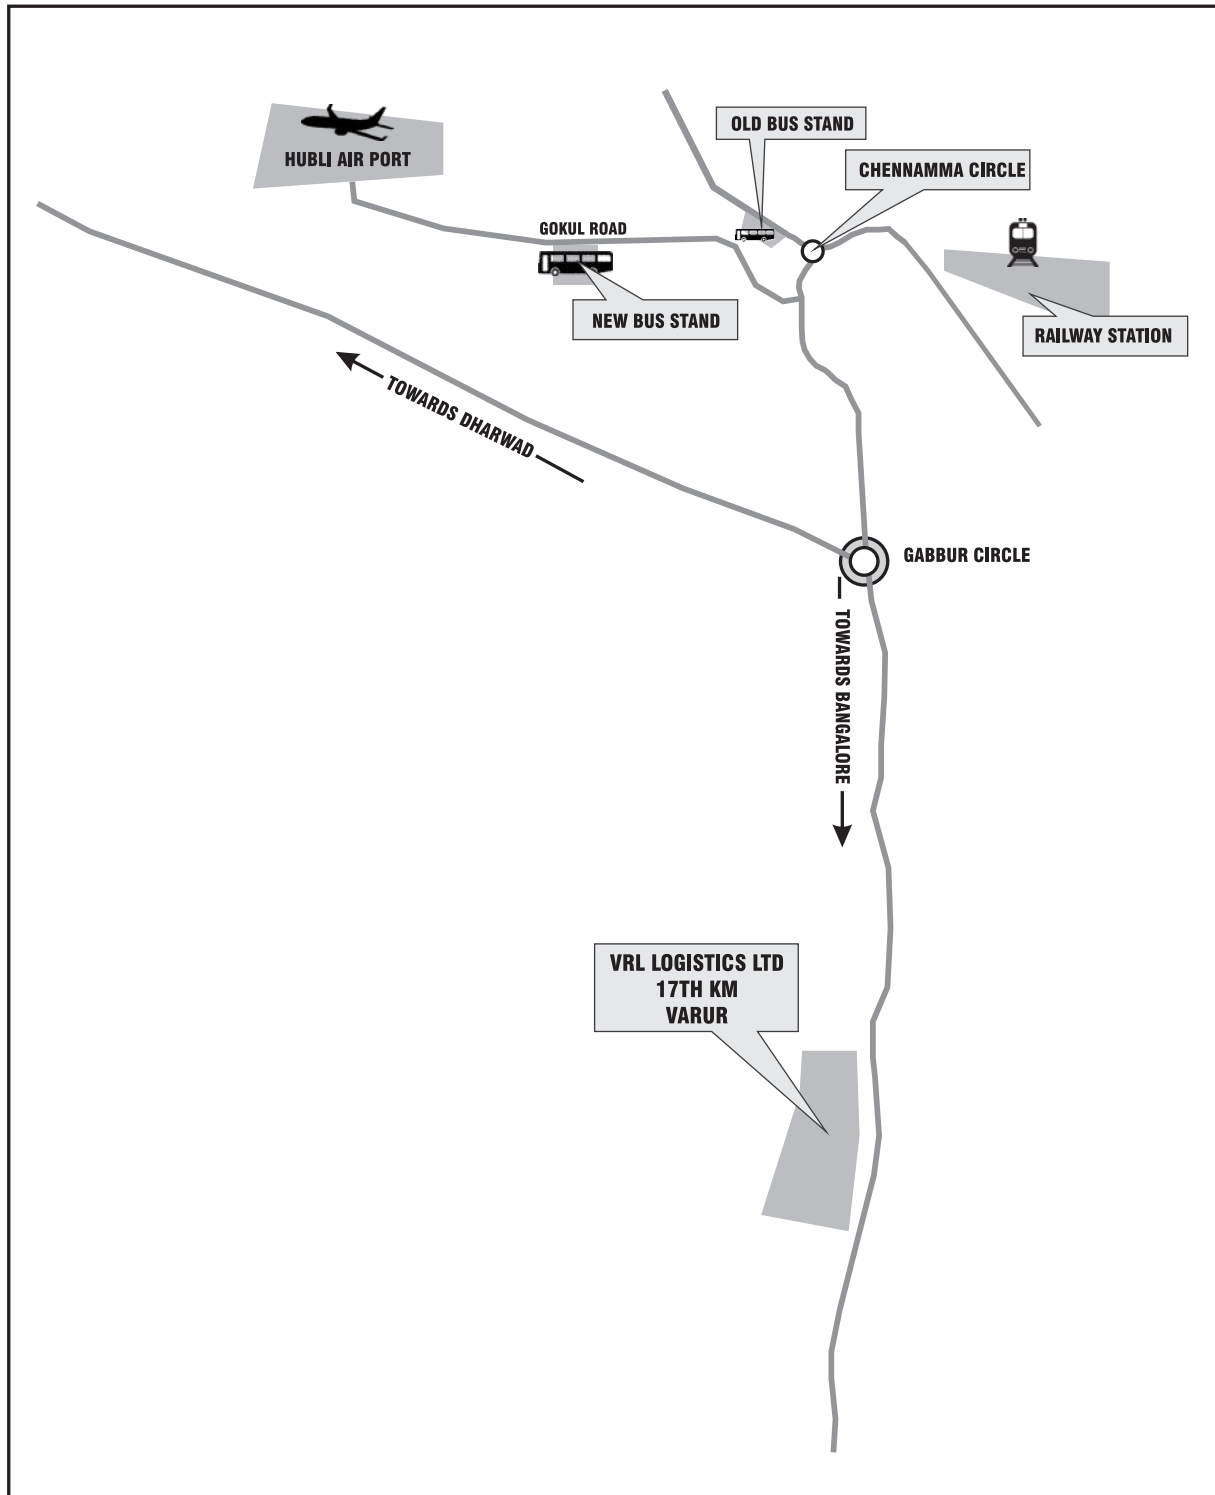 OLD BUS STAND
HUBLI AIR PORT
CHENNAMMA CIRCLE
GOKUL ROAD
NEW BUS STAND
RAILWAY STATION
TOWARDS DHARWAD
GABBUR CIRCLE
TOWARDS BANGALORE
VRL LOGISTICS LTD
17TH KM
VARUR